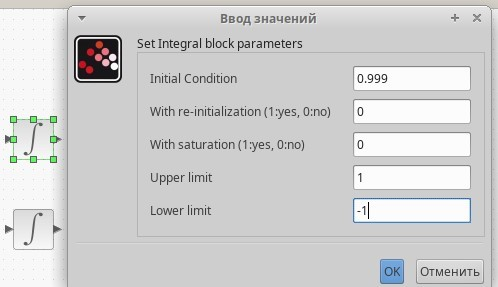 Ввод значений
Set Integral block parameters
Initial Condition 0.999
With re-initialization (1:yes, 0:no) 0
With saturation (1:yes, 0:no) 0
Upper limit 1
Lower limit -1
OK Отменить